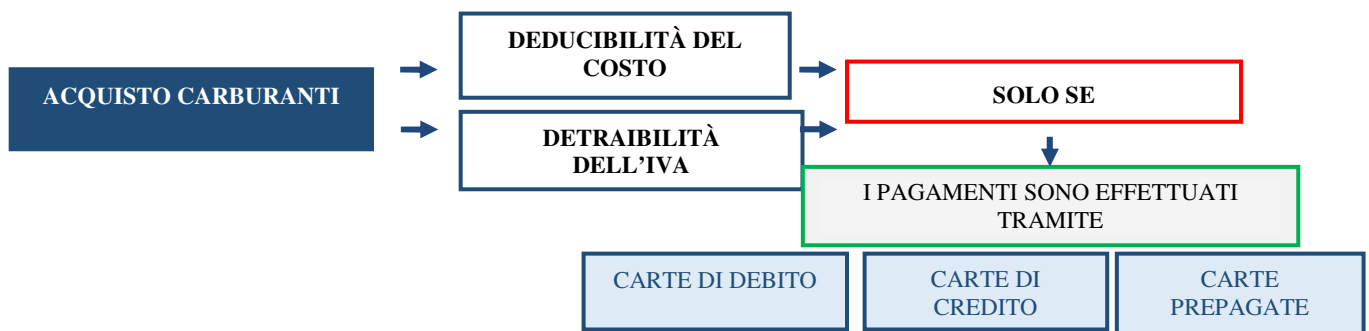 ACQUISTO CARBURANTI
DEDUCIBILITÀ DEL
COSTO
DETRAIBILITÀ
DELL'IVA
SOLO SE
I PAGAMENTI SONO EFFETTUATI
TRAMITE
CARTE DI DEBITO
CARTE DI
CREDITO
CARTE
PREPAGATE